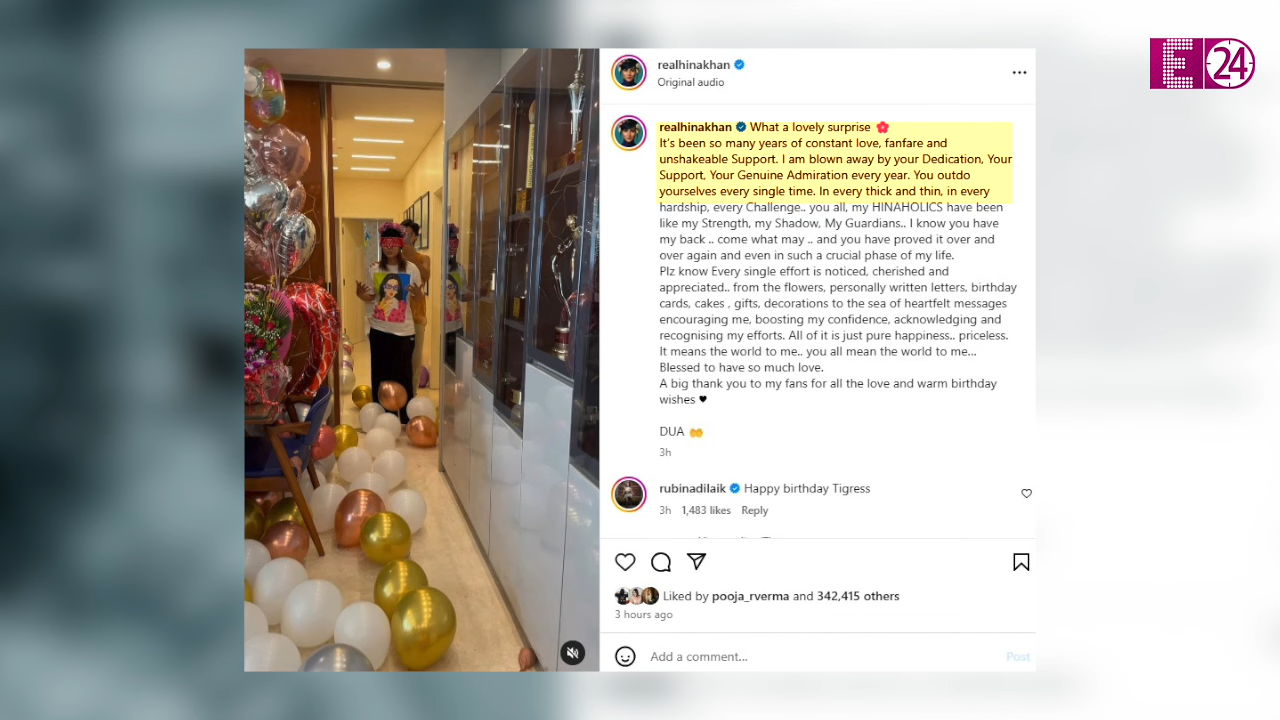 E 24
realhinakhan
Original audio
realhinakhan What a lovely surprise 🌺
It's been so many years of constant love, fanfare and
unshakeable Support. I am blown away by your Dedication, Your
Support, Your Genuine Admiration every year. You outdo
yourselves every single time. In every thick and thin, in every
hardship, every Challenge.. you all, my HINAHOLICS have been
like my Strength, my Shadow, My Guardians.. I know you have
my back .. come what may .. and you have proved it over and
over again and even in such a crucial phase of my life.
Plz know Every single effort is noticed, cherished and
appreciated.. from the flowers, personally written letters, birthday
cards, cakes , gifts, decorations to the sea of heartfelt messages
encouraging me, boosting my confidence, acknowledging and
recognising my efforts. All of it is just pure happiness.. priceless.
It means the world to me.. you all mean the world to me...
Blessed to have so much love.
A big thank you to my fans for all the love and warm birthday
wishes ♥
DUA 🤲
3h
rubinadilaik Happy birthday Tigress
3h 1,483 likes Reply
Liked by pooja_rverma and 342,415 others
3 hours ago
Add a comment...
Post